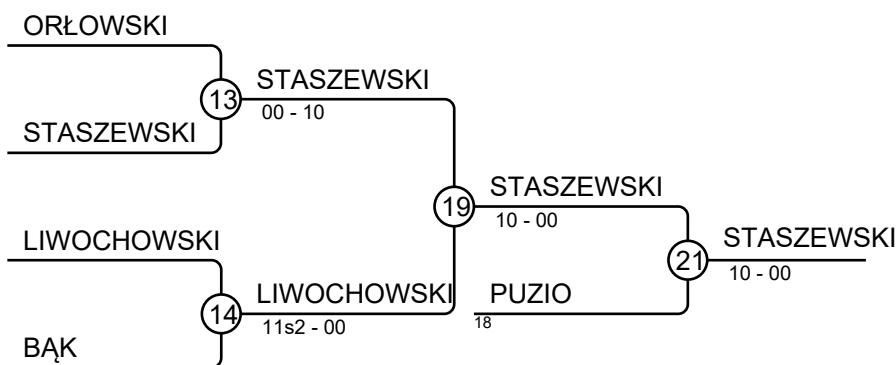 ORŁOWSKI
STASZEWSKI
13
00 - 10
STASZEWSKI
STASZEWSKI
19
10 - 00
LIWOCHOWSKI
STASZEWSKI
21
10 - 00
LIWOCHOWSKI
PUZIO
14
11s2 - 00
18
BĄK